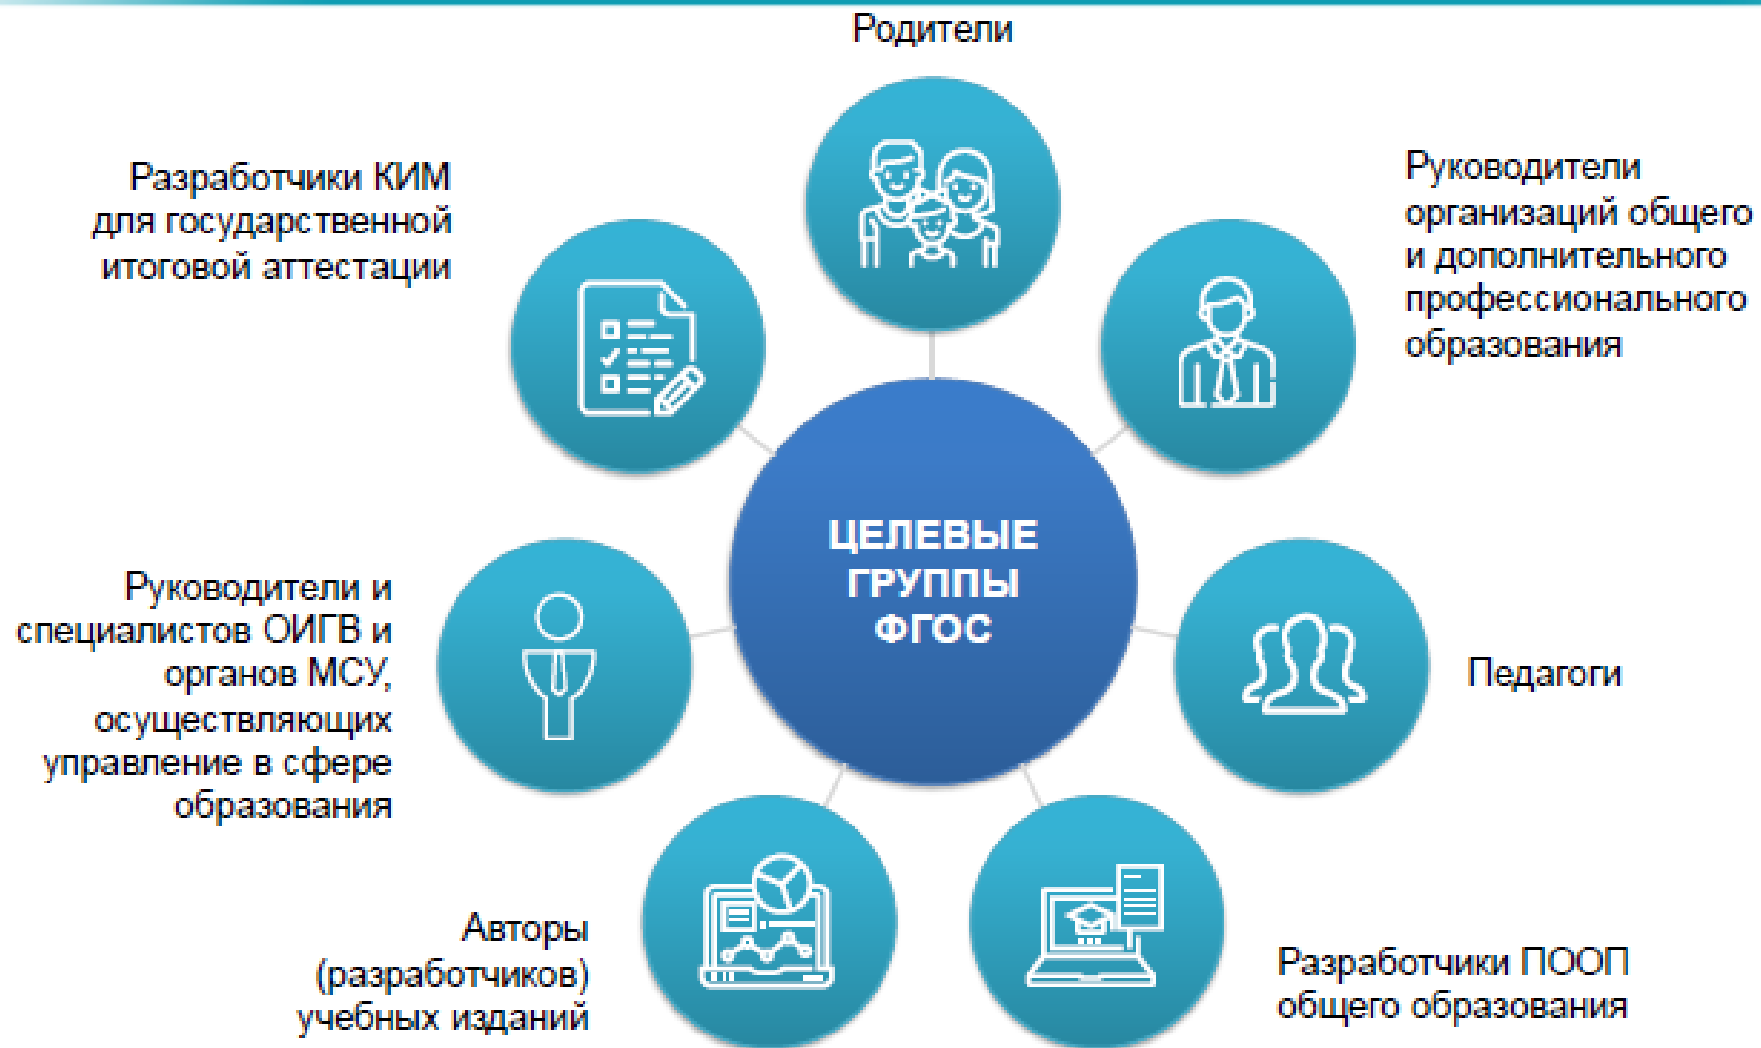 Родители
Разработчики КИМ
для государственной
итоговой аттестации
Руководители
организаций общего
и дополнительного
профессионального
образования
ЦЕЛЕВЫЕ
ГРУППЫ
ФГОС
Руководители и
специалистов ОИГВ и
органов МСУ,
осуществляющих
управление в сфере
образования
Педагоги
Авторы
(разработчиков)
учебных изданий
Разработчики ПООП
общего образования